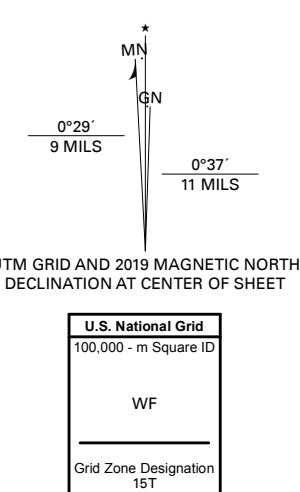 ★
MN
GN
0°29´
9 MILS
0°37´
11 MILS
UTM GRID AND 2019 MAGNETIC NORTH
DECLINATION AT CENTER OF SHEET
U.S. National Grid
100,000 - m Square ID
WF
Grid Zone Designation
15T